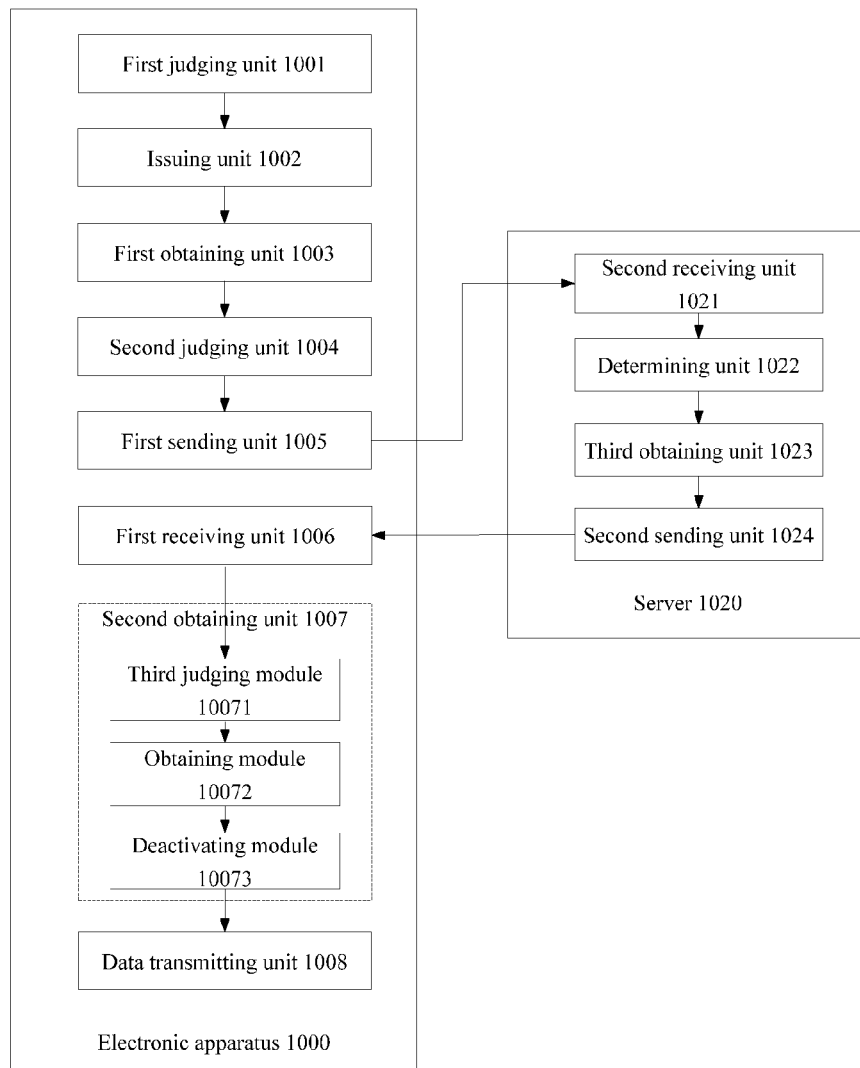 First judging unit 1001
Issuing unit 1002
First obtaining unit 1003
Second judging unit 1004
First sending unit 1005
First receiving unit 1006
Second obtaining unit 1007
Third judging module
10071
Obtaining module
10072
Deactivating module
10073
Data transmitting unit 1008
Electronic apparatus 1000
Second receiving unit
1021
Determining unit 1022
Third obtaining unit 1023
Second sending unit 1024
Server 1020